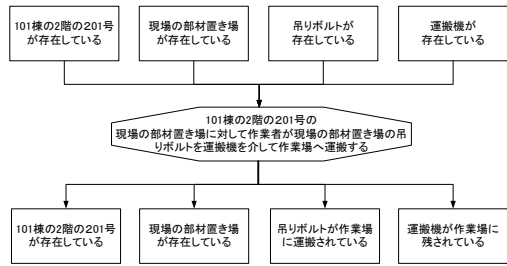 101棟の2階の201号
が存在している
現場の部材置き場
が存在している
吊りボルトが
存在している
運搬機が
存在している
101棟の2階の201号の
現場の部材置き場に対して作業者が現場の部材置き場の吊
りボルトを運搬機を介して作業場へ運搬する
101棟の2階の201号
が存在している
現場の部材置き場
が存在している
吊りボルトが作業場
に運搬されている
運搬機が作業場に
残されている